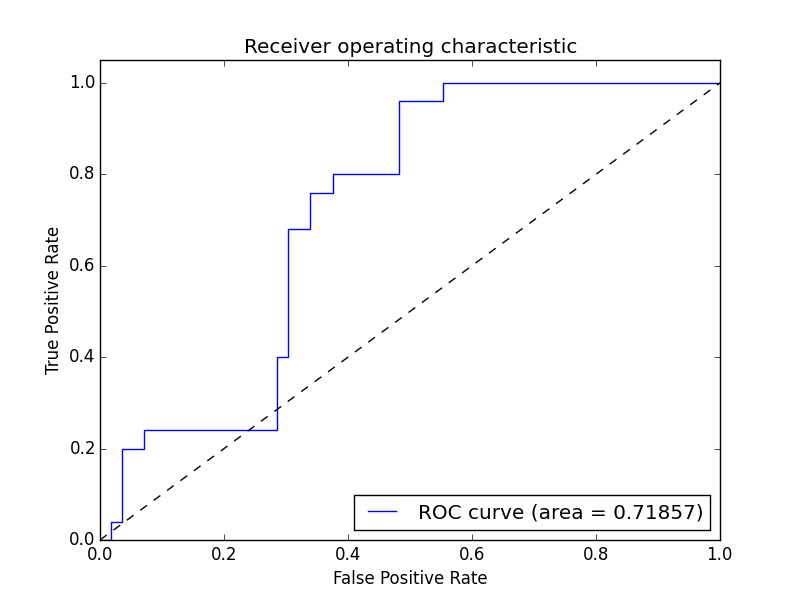 Receiver operating characteristic
1.0
0.8
0.6
0.4
0.2
0.0
True Positive Rate
ROC curve (area = 0.71857)
0.0 0.2 0.4 0.6 0.8 1.0
False Positive Rate